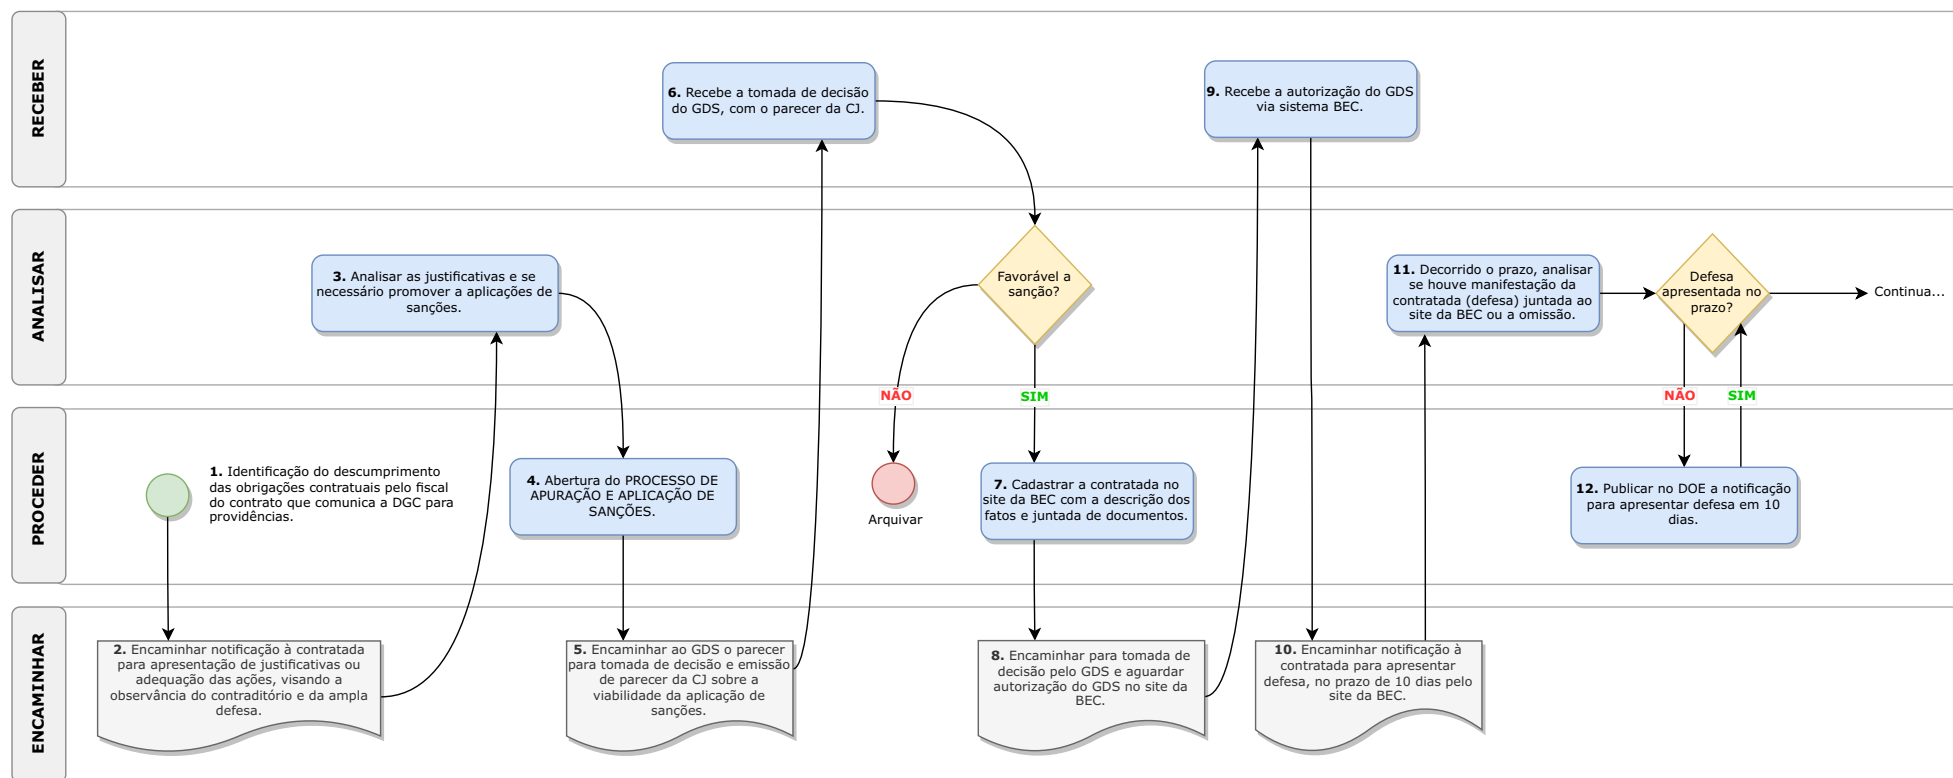 RECEBER
6. Recebe a tomada de decisão
do GDS, com o parecer da CJ.
9. Recebe a autorização do GDS
via sistema BEC.
ANALISAR
3. Analisar as justificativas e se
necessário promover a aplicações de
sanções.
Favorável a
sanção?
11. Decorrido o prazo, analisar
se houve manifestação da
contratada (defesa) juntada ao
site da BEC ou a omissão.
Defesa
apresentada no
prazo?
Continua...
NÃO
SIM
NÃO
SIM
PROCEDER
1. Identificação do descumprimento
das obrigações contratuais pelo fiscal
do contrato que comunica a DGC para
providências.
4. Abertura do PROCESSO DE
APURAÇÃO E APLICAÇÃO DE
SANÇÕES.
Arquivar
7. Cadastrar a contratada no
site da BEC com a descrição dos
fatos e juntada de documentos.
12. Publicar no DOE a notificação
para apresentar defesa em 10
dias.
ENCAMINHAR
2. Encaminhar notificação à contratada
para apresentação de justificativas ou
adequação das ações, visando a
observância do contraditório e da ampla
defesa.
5. Encaminhar ao GDS o parecer
para tomada de decisão e emissão
de parecer da CJ sobre a
viabilidade da aplicação de
sanções.
8. Encaminhar para tomada de
decisão pelo GDS e aguardar
autorização do GDS no site da
BEC.
10. Encaminhar notificação à
contratada para apresentar
defesa, no prazo de 10 dias pelo
site da BEC.